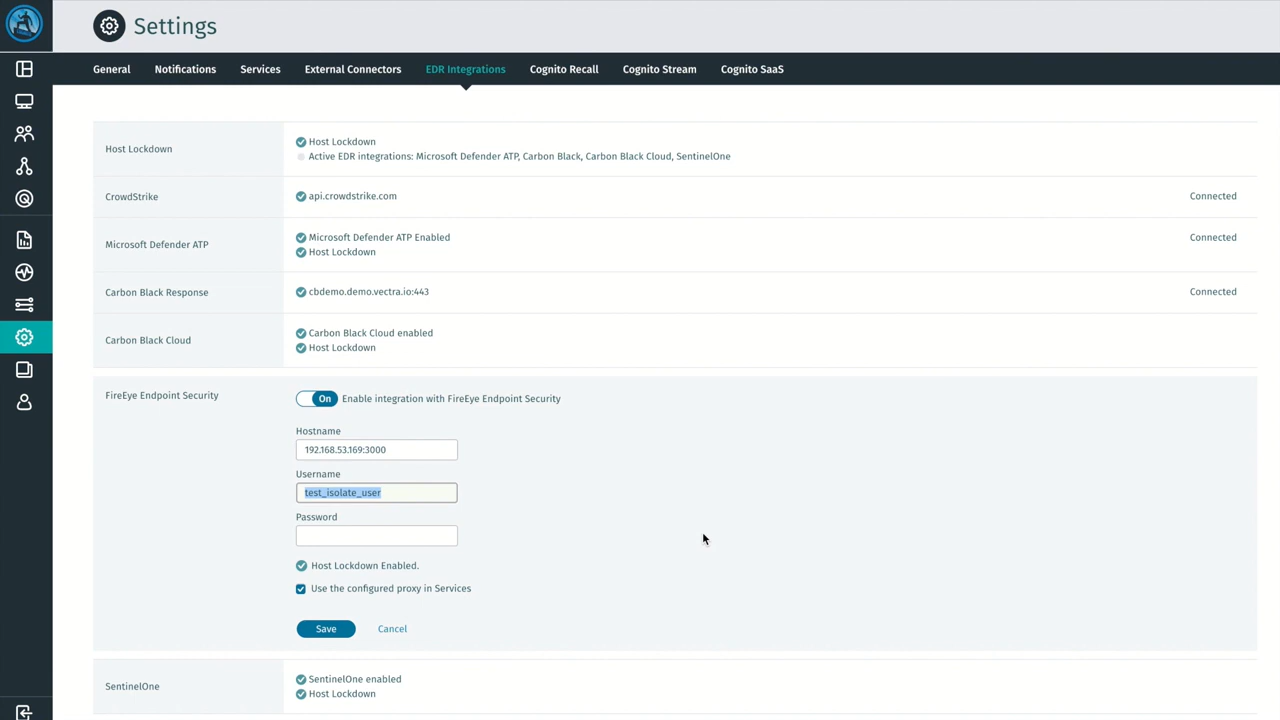 Settings
General
Notifications
Services
External Connectors
EDR Integrations
Cognito Recall
Cognito Stream
Cognito SaaS
Host Lockdown
Host Lockdown
Active EDR integrations: Microsoft Defender ATP, Carbon Black, Carbon Black Cloud, SentinelOne
CrowdStrike
api.crowdstrike.com
Connected
Microsoft Defender ATP
Microsoft Defender ATP Enabled
Connected
Host Lockdown
Carbon Black Response
cbdemo.demo.vectra.io:443
Connected
Carbon Black Cloud
Carbon Black Cloud enabled
Host Lockdown
FireEye Endpoint Security
On
Enable integration with FireEye Endpoint Security
Hostname
192.168.53.169:3000
Username
test_isolate_user
Password
Host Lockdown Enabled.
Use the configured proxy in Services
Save
Cancel
SentinelOne
SentinelOne enabled
Host Lockdown